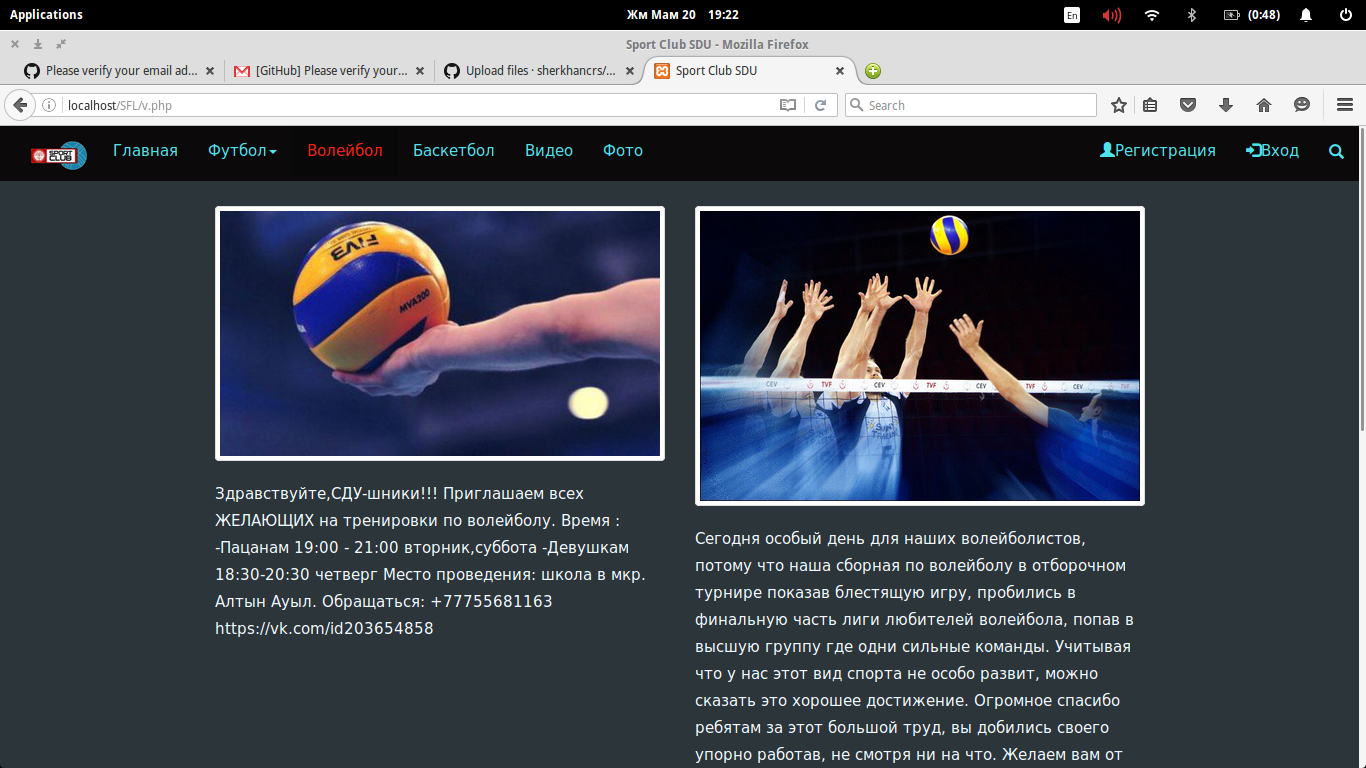 Applications
Жм Мам 20 19:22
En
(0:48)
Sport Club SDU - Mozilla Firefox
Please verify your email ad...
[GitHub] Please verify your...
Upload files · sherkhancrs/...
Sport Club SDU
localhost/SFL/v.php
Search
SPORT CLUB
Главная
Футбол
Волейбол
Баскетбол
Видео
Фото
Регистрация
Вход
FIVB
MVA200
CEV TVF CEV TVF CEV TVF CEV TVF
Здравствуйте,СДУ-шники!!! Приглашаем всех
ЖЕЛАЮЩИХ на тренировки по волейболу. Время :
-Пацанам 19:00 - 21:00 вторник,суббота -Девушкам
18:30-20:30 четверг Место проведения: школа в мкр.
Алтын Ауыл. Обращаться: +77755681163
https://vk.com/id203654858
Сегодня особый день для наших волейболистов,
потому что наша сборная по волейболу в отборочном
турнире показав блестящую игру, пробились в
финальную часть лиги любителей волейбола, попав в
высшую группу где одни сильные команды. Учитывая
что у нас этот вид спорта не особо развит, можно
сказать это хорошее достижение. Огромное спасибо
ребятам за этот большой труд, вы добились своего
упорно работав, не смотря ни на что. Желаем вам от